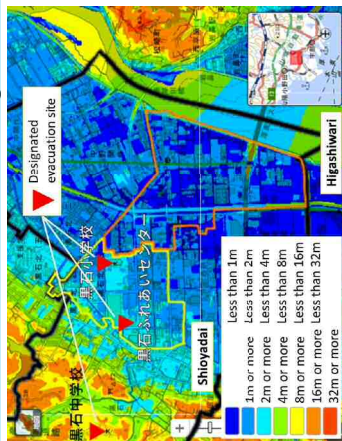 Designated
evacuation site
黒石小学校
黒石ふれあいセンター
黒石中学校
Shioyadai
Higashiwari
Less than 1m
1m or more Less than 2m
2m or more Less than 4m
4m or more Less than 8m
8m or more Less than 16m
16m or more Less than 32m
32m or more